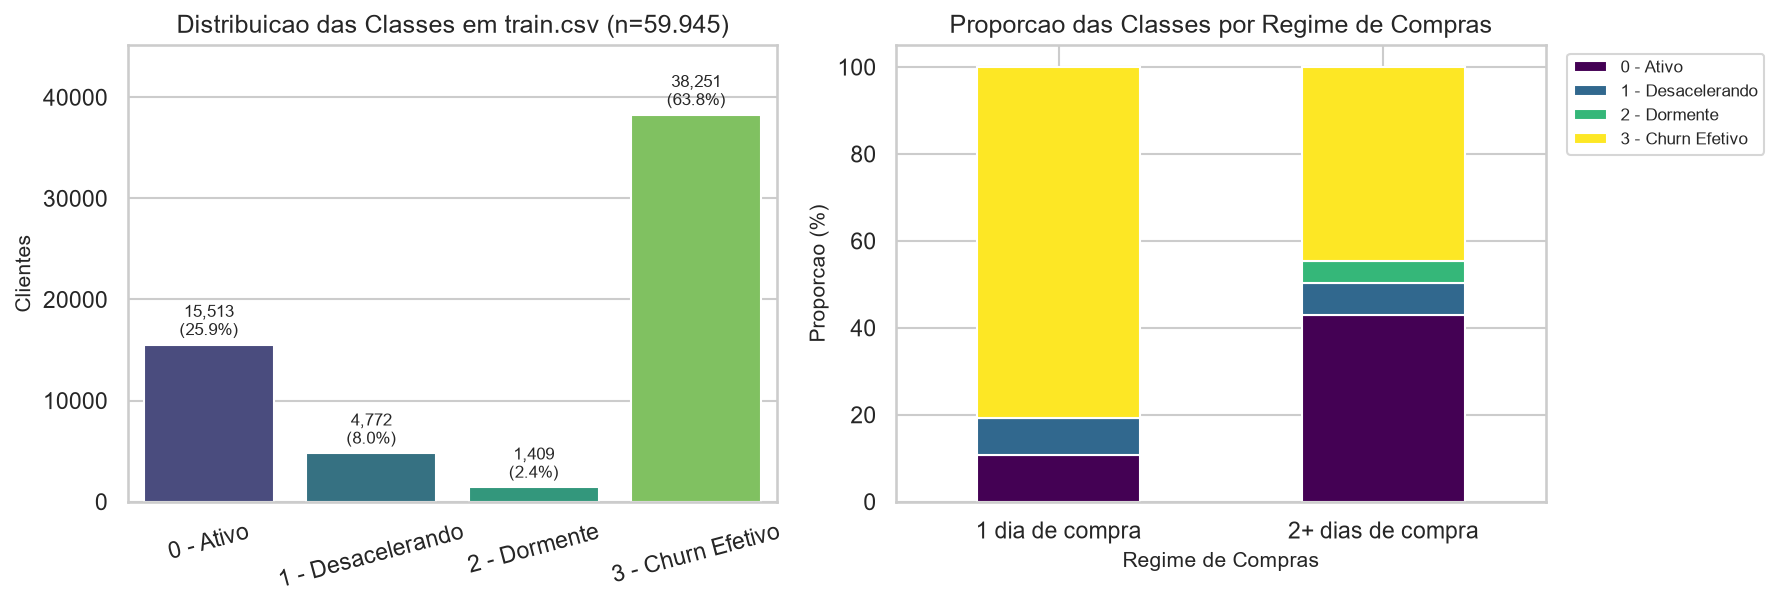 Distribuicao das Classes em train.csv (n=59.945)
Clientes
40000
30000
20000
10000
0
15,513
(25.9%)
4,772
(8.0%)
1,409
(2.4%)
38,251
(63.8%)
0 - Ativo
1 - Desacelerando
2 - Dormente
3 - Churn Efetivo
Proporcao das Classes por Regime de Compras
Proporcao (%)
100
80
60
40
20
0
1 dia de compra
2+ dias de compra
Regime de Compras
0 - Ativo
1 - Desacelerando
2 - Dormente
3 - Churn Efetivo